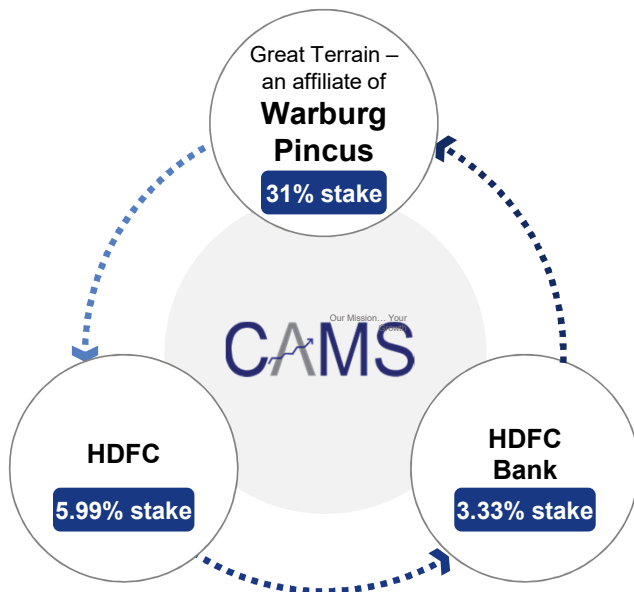 Great Terrain –
an affiliate of
Warburg
Pincus
31% stake
Our Mission… Your
Growth
CAMS
HDFC
5.99% stake
HDFC
Bank
3.33% stake